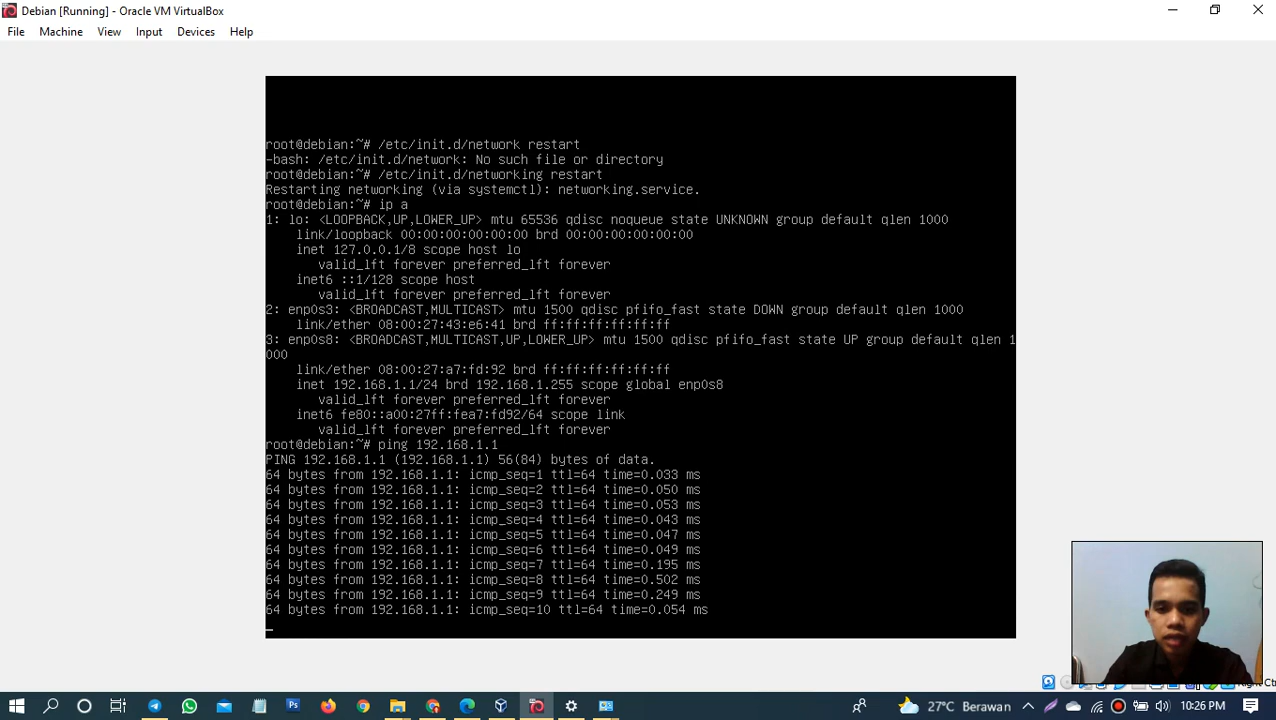 Debian [Running] - Oracle VM VirtualBox
File Machine View Input Devices Help
root@debian:~# /etc/init.d/network restart
-bash: /etc/init.d/network: No such file or directory
root@debian:~# /etc/init.d/networking restart
Restarting networking (via systemctl): networking.service.
root@debian:~# ip a
1: lo: <LOOPBACK,UP,LOWER_UP> mtu 65536 qdisc noqueue state UNKNOWN group default qlen 1000
link/loopback 00:00:00:00:00:00 brd 00:00:00:00:00:00
inet 127.0.0.1/8 scope host lo
valid_lft forever preferred_lft forever
inet6 ::1/128 scope host
valid_lft forever preferred_lft forever
2: enp0s3: <BROADCAST,MULTICAST> mtu 1500 qdisc pfifo_fast state DOWN group default qlen 1000
link/ether 08:00:27:43:e6:41 brd ff:ff:ff:ff:ff:ff
3: enp0s8: <BROADCAST,MULTICAST,UP,LOWER_UP> mtu 1500 qdisc pfifo_fast state UP group default qlen 1
000
link/ether 08:00:27:a7:fd:92 brd ff:ff:ff:ff:ff:ff
inet 192.168.1.1/24 brd 192.168.1.255 scope global enp0s8
valid_lft forever preferred_lft forever
inet6 fe80::a00:27ff:fea7:fd92/64 scope link
valid_lft forever preferred_lft forever
root@debian:~# ping 192.168.1.1
PING 192.168.1.1 (192.168.1.1) 56(84) bytes of data.
64 bytes from 192.168.1.1: icmp_seq=1 ttl=64 time=0.033 ms
64 bytes from 192.168.1.1: icmp_seq=2 ttl=64 time=0.050 ms
64 bytes from 192.168.1.1: icmp_seq=3 ttl=64 time=0.053 ms
64 bytes from 192.168.1.1: icmp_seq=4 ttl=64 time=0.043 ms
64 bytes from 192.168.1.1: icmp_seq=5 ttl=64 time=0.047 ms
64 bytes from 192.168.1.1: icmp_seq=6 ttl=64 time=0.049 ms
64 bytes from 192.168.1.1: icmp_seq=7 ttl=64 time=0.195 ms
64 bytes from 192.168.1.1: icmp_seq=8 ttl=64 time=0.502 ms
64 bytes from 192.168.1.1: icmp_seq=9 ttl=64 time=0.249 ms
64 bytes from 192.168.1.1: icmp_seq=10 ttl=64 time=0.054 ms
Right Ctrl
27°C Berawan 10:26 PM